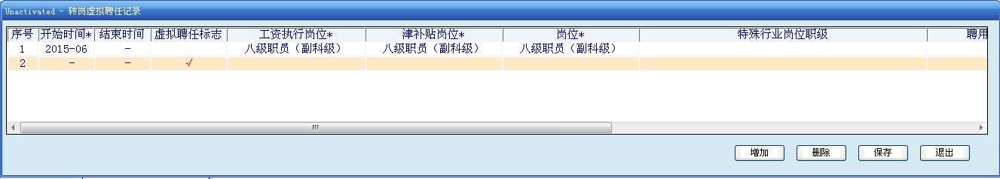 Unactivated - 转岗虚拟聘任记录
序号 开始时间* 结束时间 虚拟聘任标志 工资执行岗位* 津补贴岗位* 岗位* 特殊行业岗位职级 聘用
1 2015-06 - 八级职员（副科级） 八级职员（副科级） 八级职员（副科级）
2 - - √
增加 删除 保存 退出